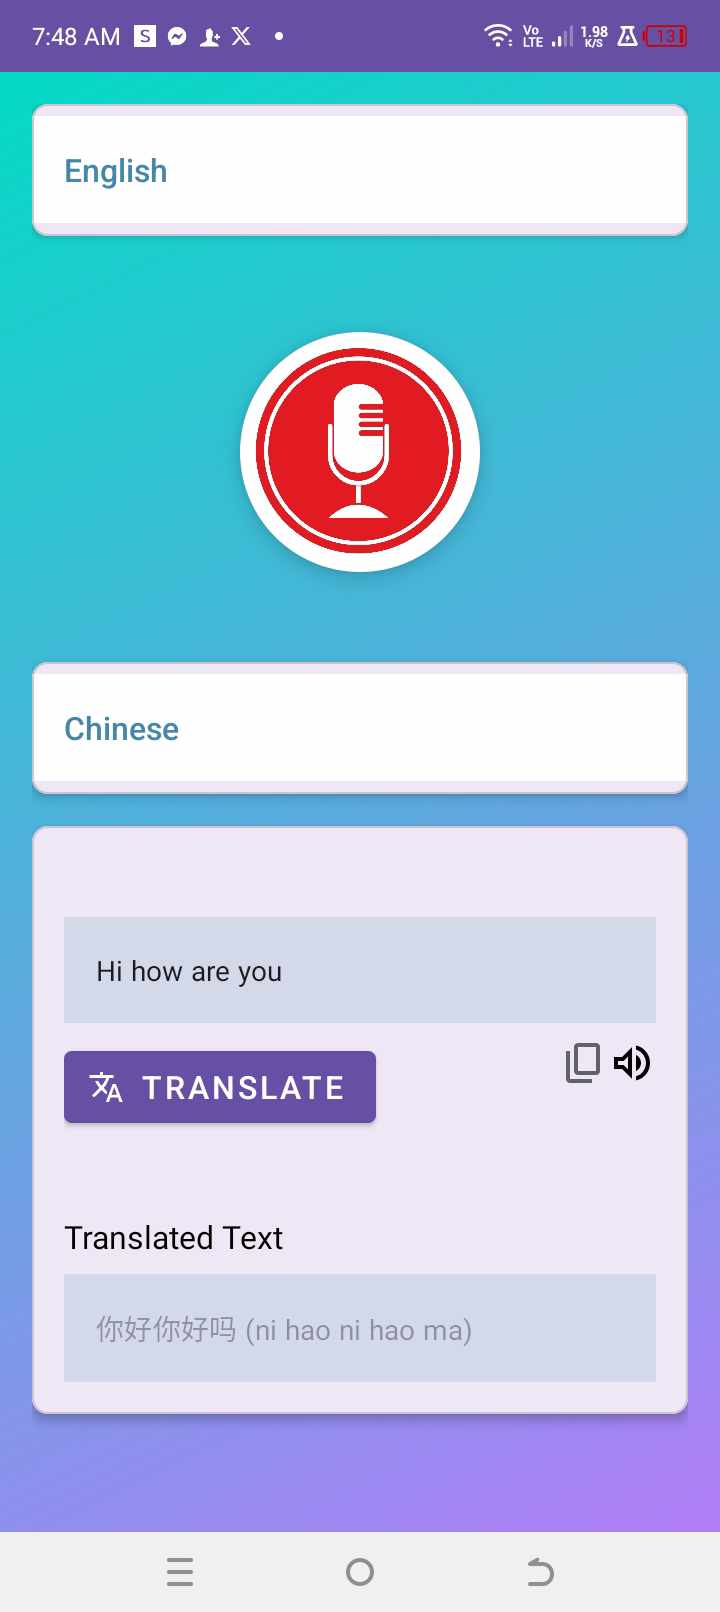 7:48 AM S Vo LTE 1.98 K/S 13
English
Chinese
Hi how are you
TRANSLATE
Translated Text
你好你好吗 (ni hao ni hao ma)